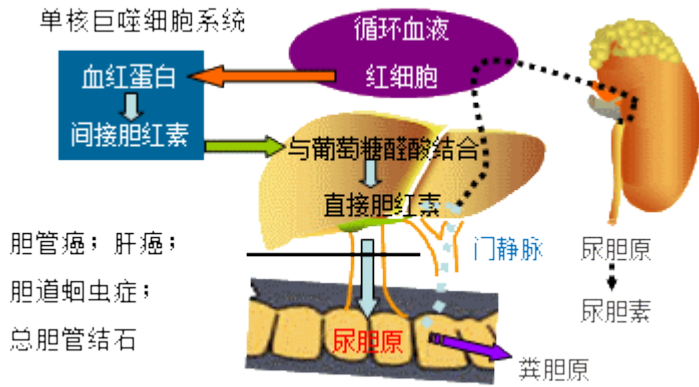 单核巨噬细胞系统
循环血液
红细胞
血红蛋白
间接胆红素
与葡萄糖醛酸结合
直接胆红素
胆管癌；肝癌；
胆道蛔虫症；
总胆管结石
门静脉
尿胆原
尿胆素
尿胆原
粪胆原